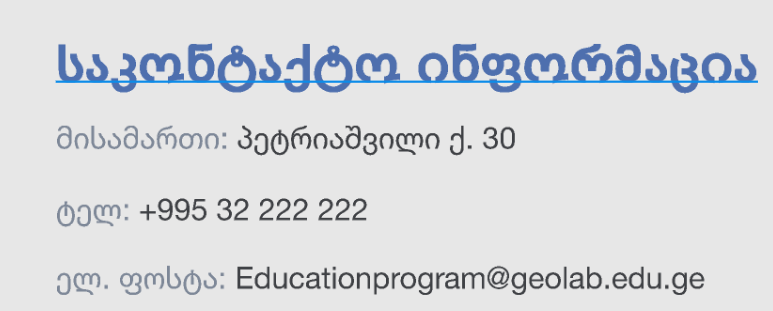 საკონტაქტო ინფორმაცია
მისამართი: პეტრიაშვილი ქ. 30
ტელ: +995 32 222 222
ელ. ფოსტა: Educationprogram@geolab.edu.ge